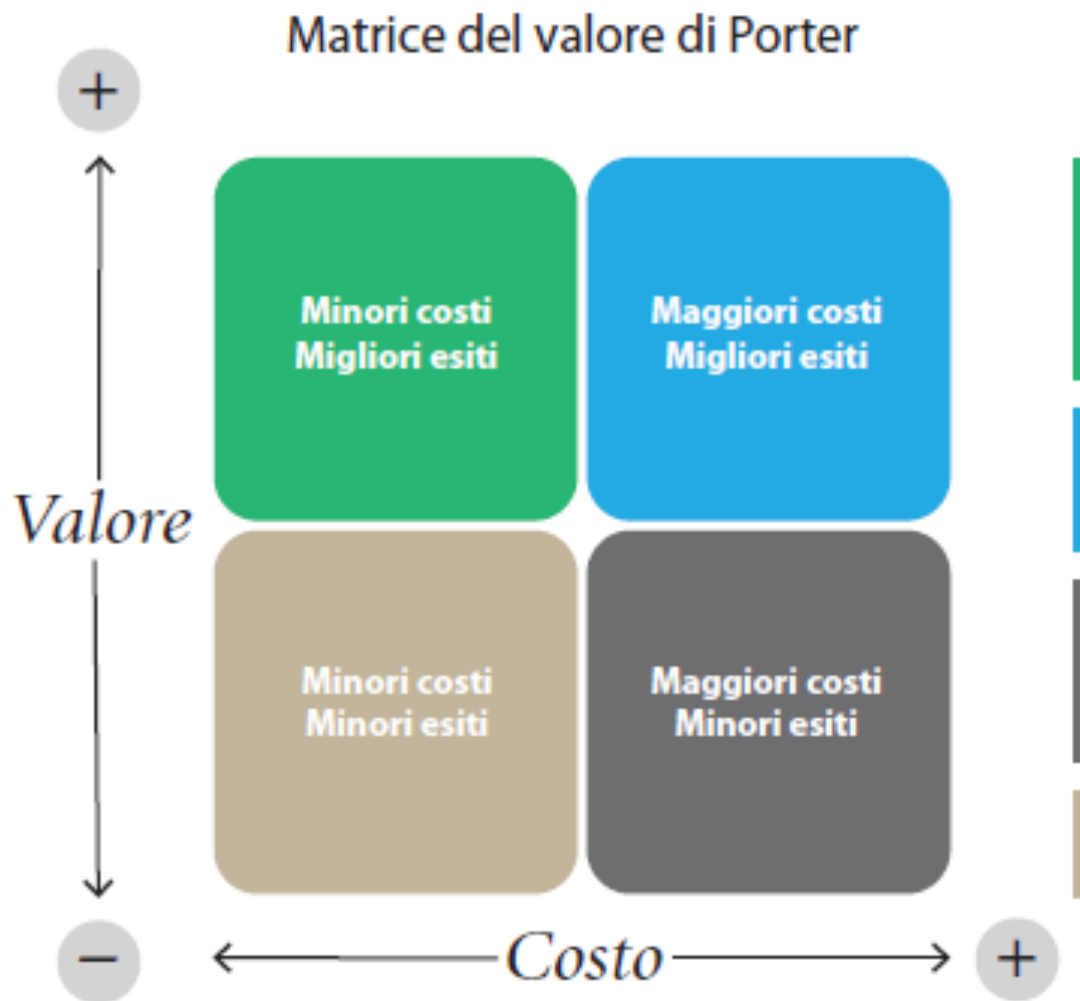 Matrice del valore di Porter
+
Minori costi
Migliori esiti
Maggiori costi
Migliori esiti
Valore
Minori costi
Minori esiti
Maggiori costi
Minori esiti
−
Costo
+